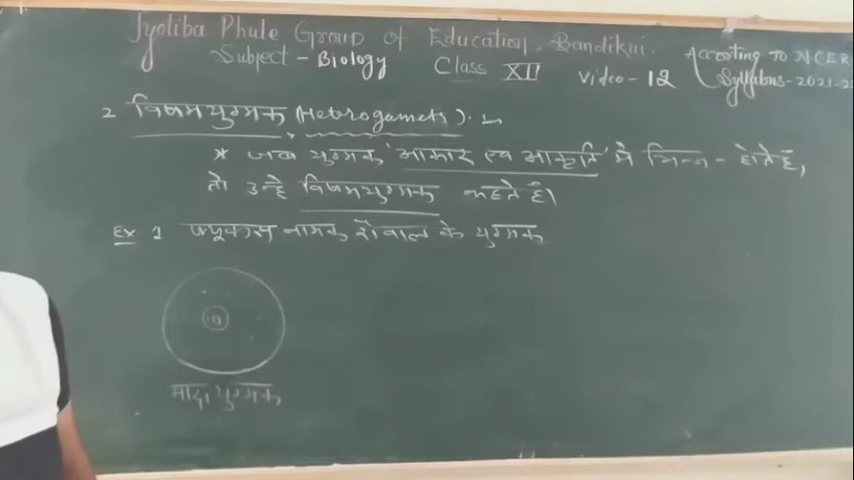 Jyotiba Phule Group of Education, Bandikui.
Subject - Biology Class XII Video - 12
According To NCER
Syllabus - 2021-2
2 विषमयुग्मक (Hetrogamets) :-
* जब युग्मक 'आकार एव आकृति' मे भिन्न - होते है,
तो उन्हे विषमयुग्मक कहते है।
Ex 1 फ्यूकस नामक शैवाल के युग्मक
मादा युग्मक